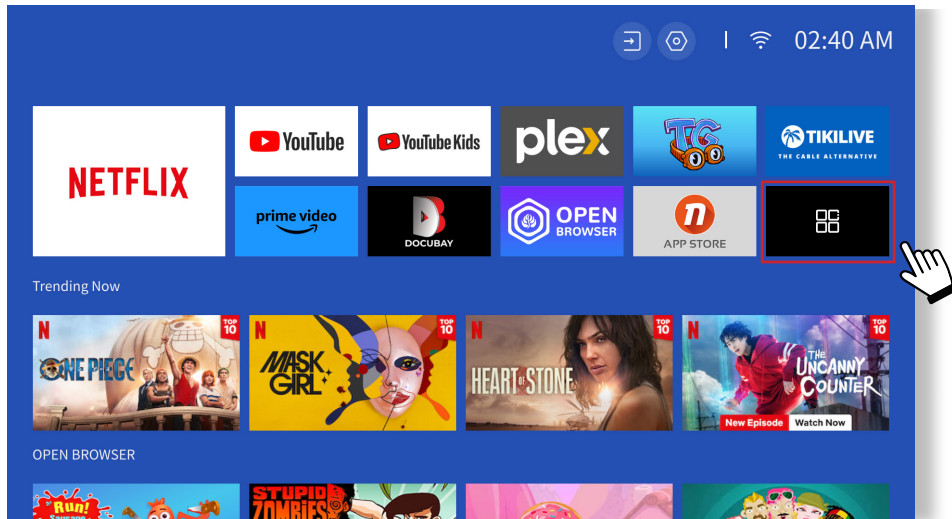 02:40 AM
NETFLIX
YouTube
YouTube Kids
plex
TG
TIKILIVE
THE CABLE ALTERNATIVE
prime video
DOCUBAY
OPEN
BROWSER
n
APP STORE
Trending Now
N
TOP
10
ONE PIECE
N
TOP
10
MASK
GIRL
N
TOP
10
HEART OF STONE
N
TOP
10
THE
UNCANNY
COUNTER
New Episode
Watch Now
OPEN BROWSER
Run!
Sausage
STUPID
ZOMBIES